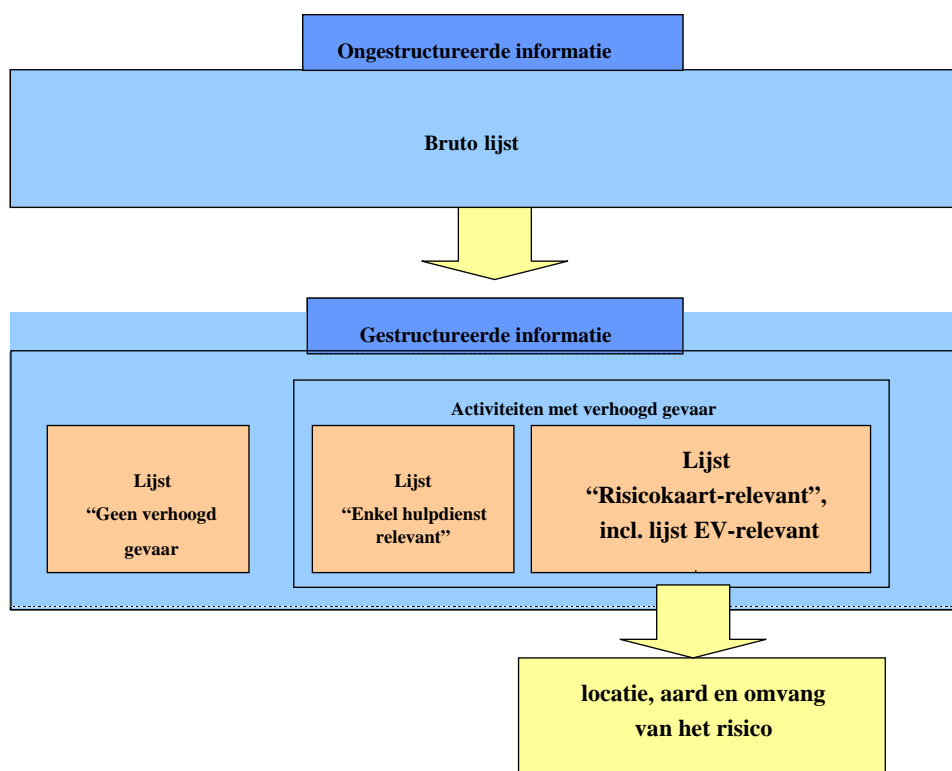 Ongestructureerde informatie
Bruto lijst
Gestructureerde informatie
Activiteiten met verhoogd gevaar
Lijst
“Geen verhoogd
gevaar
Lijst
“Enkel hulpdienst
relevant”
Lijst
“Risicokaart-relevant”,
incl. lijst EV-relevant
locatie, aard en omvang
van het risico